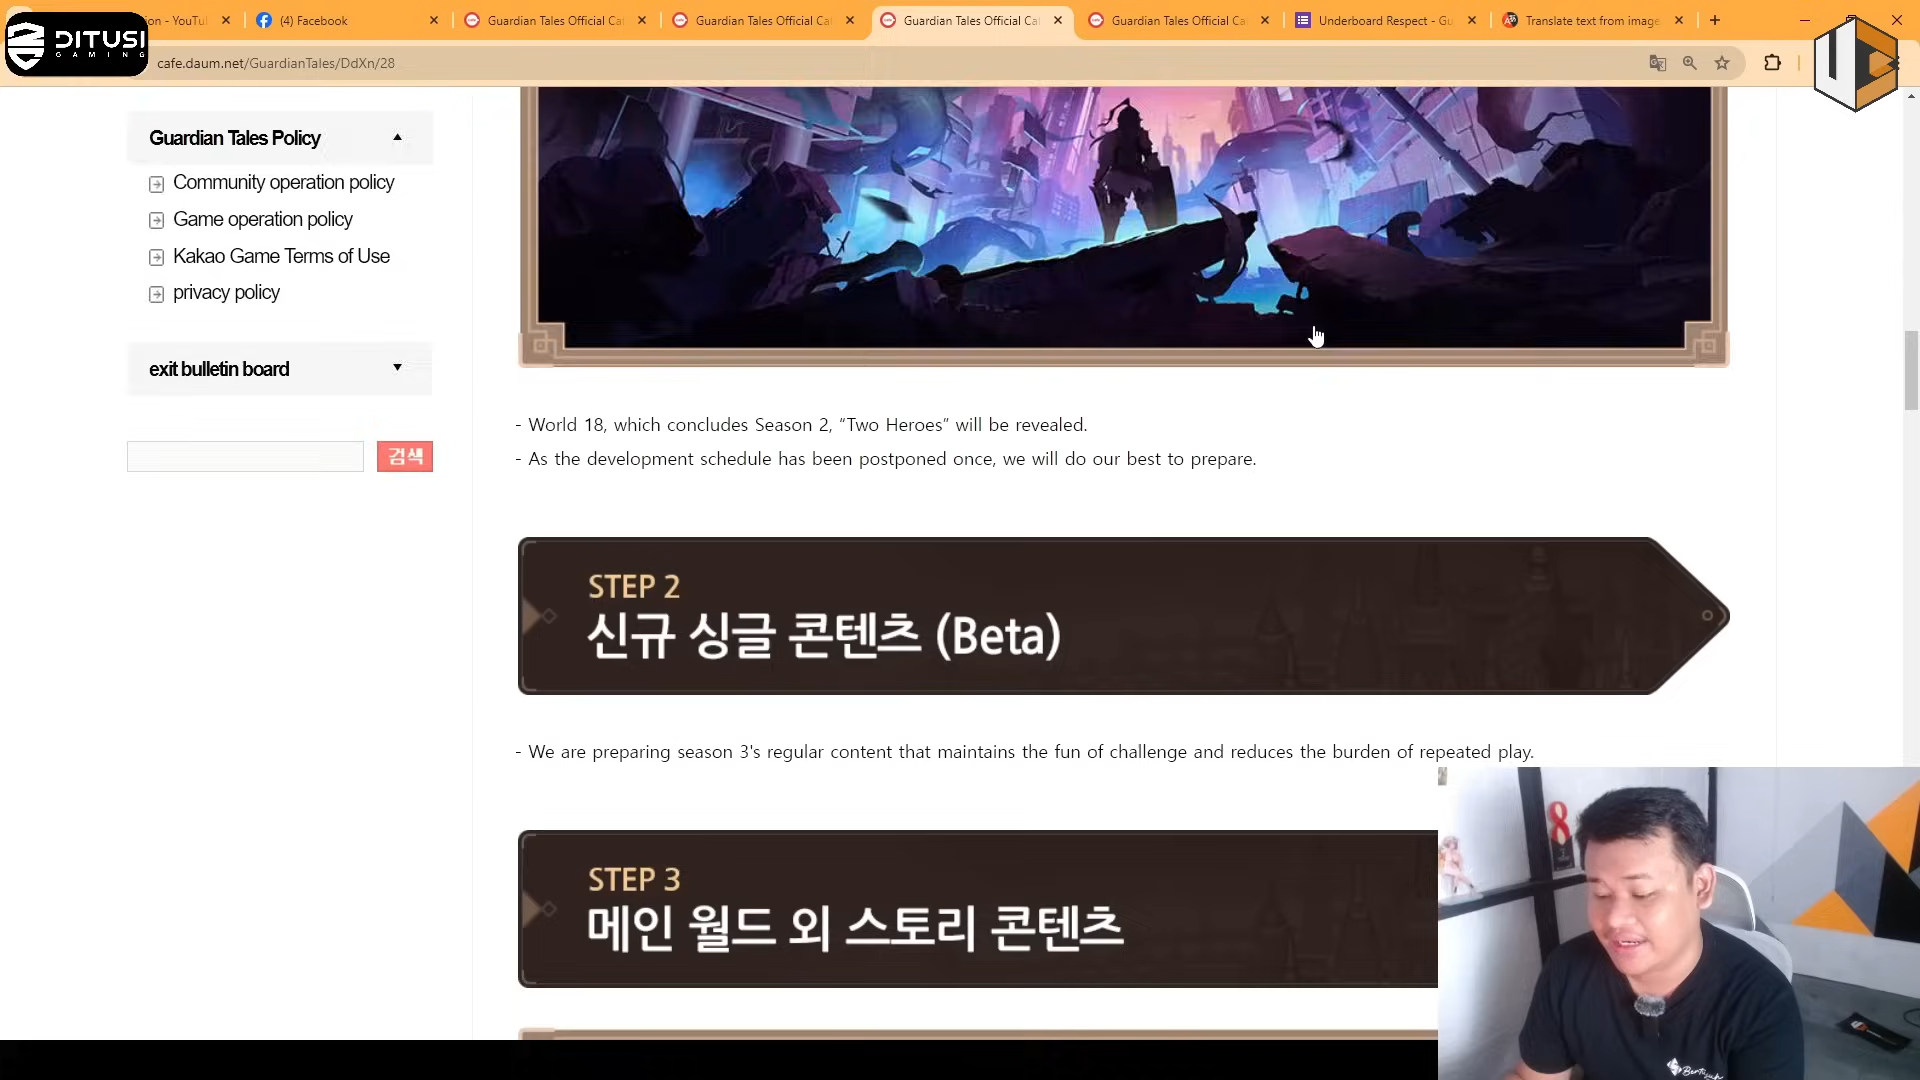 DITUSI
GAMING
ion - YouTu
(4) Facebook
Guardian Tales Official Ca
Guardian Tales Official Ca
Guardian Tales Official Ca
Guardian Tales Official Ca
Underboard Respect - Gu
Translate text from image
cafe.daum.net/GuardianTales/DdXn/28
Guardian Tales Policy
Community operation policy
Game operation policy
Kakao Game Terms of Use
privacy policy
exit bulletin board
검색
- World 18, which concludes Season 2, “Two Heroes” will be revealed.
- As the development schedule has been postponed once, we will do our best to prepare.
STEP 2
신규 싱글 콘텐츠 (Beta)
- We are preparing season 3's regular content that maintains the fun of challenge and reduces the burden of repeated play.
STEP 3
메인 월드 외 스토리 콘텐츠
8